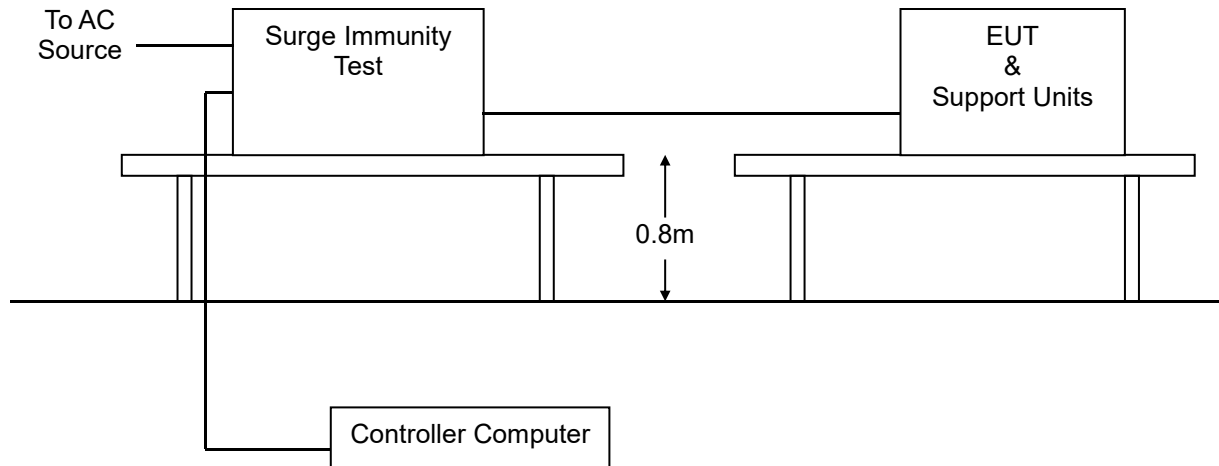 To AC
Source
Surge Immunity
Test
EUT
&
Support Units
0.8m
Controller Computer